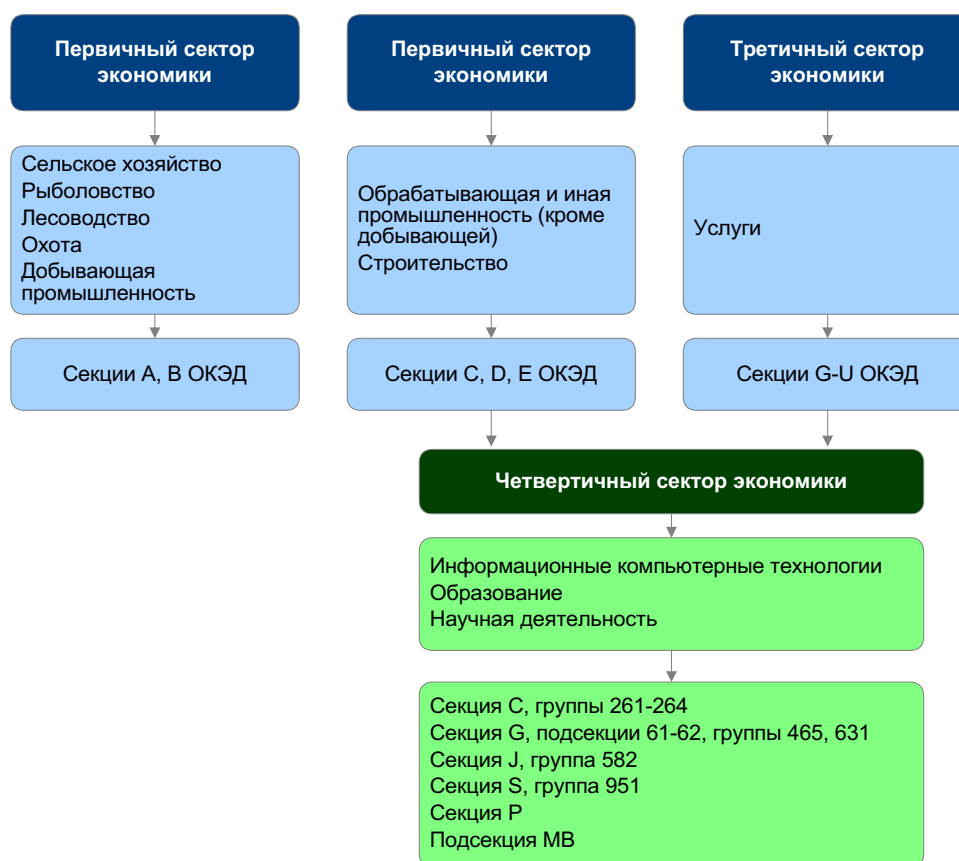 Первичный сектор
экономики
Первичный сектор
экономики
Третичный сектор
экономики
Сельское хозяйство
Рыболовство
Лесоводство
Охота
Добывающая
промышленность
Обрабатывающая и иная
промышленность (кроме
добывающей)
Строительство
Услуги
Секции А, В ОКЭД
Секции C, D, E ОКЭД
Секции G-U ОКЭД
Четвертичный сектор экономики
Информационные компьютерные технологии
Образование
Научная деятельность
Секция С, группы 261-264
Секция G, подсекции 61-62, группы 465, 631
Секция J, группа 582
Секция S, группа 951
Секция P
Подсекция МВ